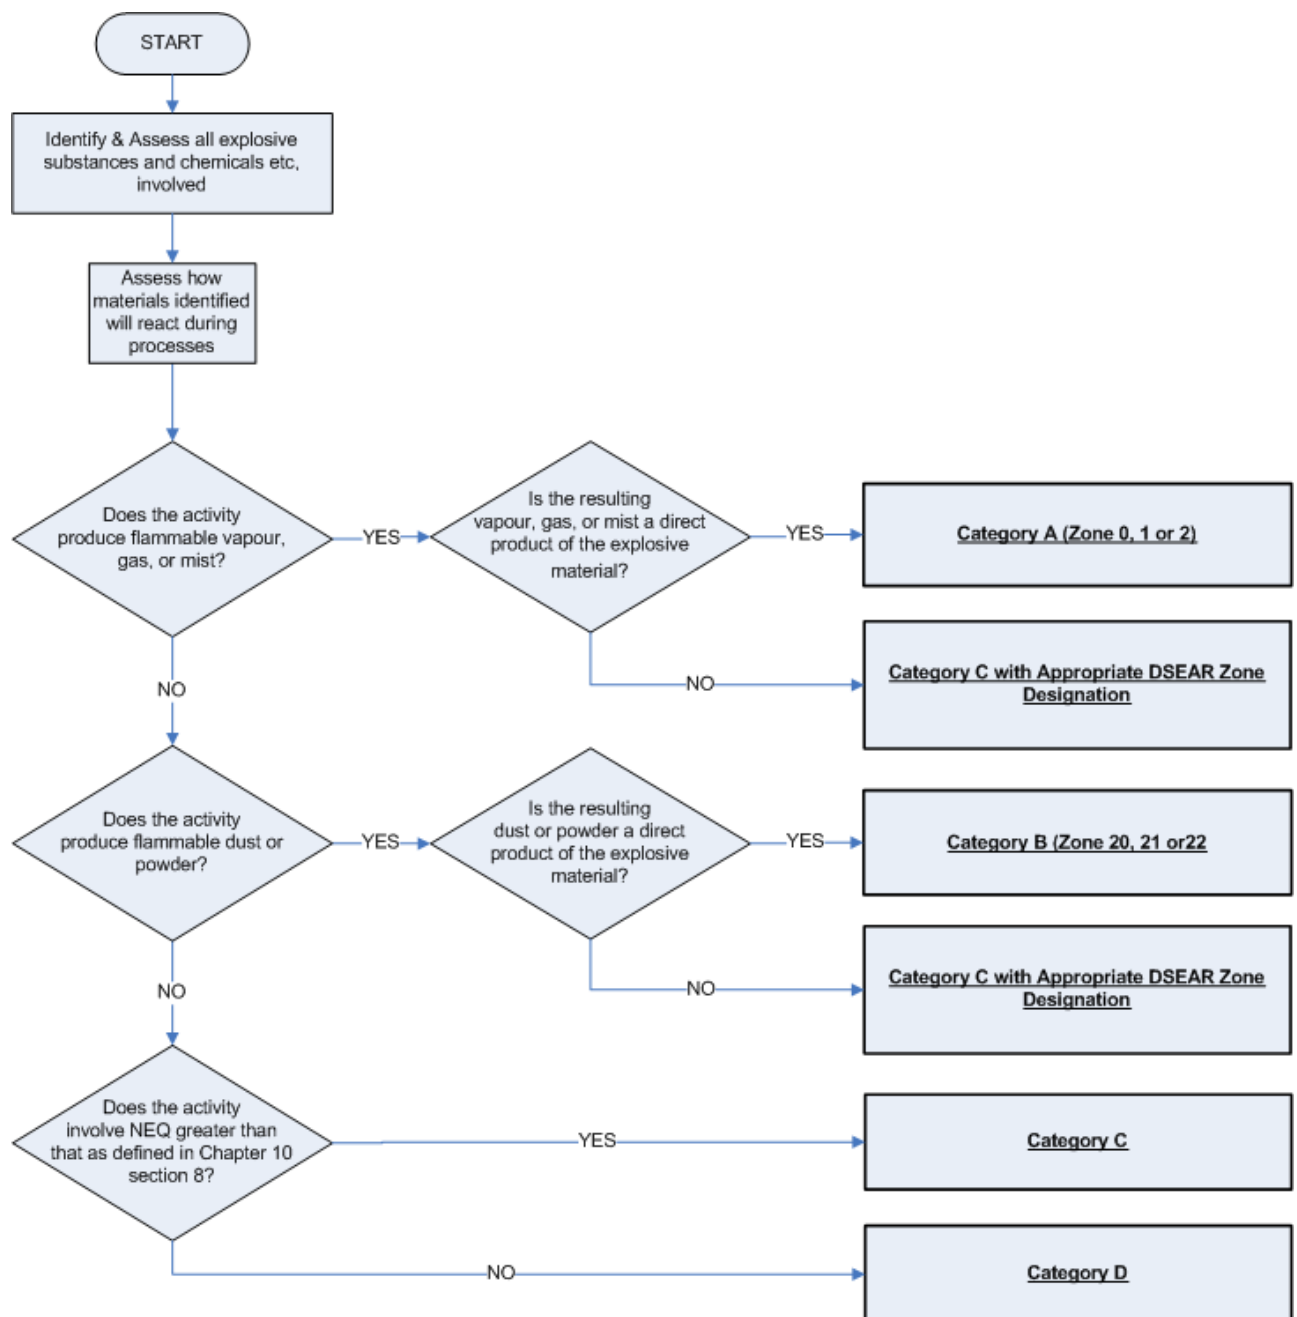 START
Identify & Assess all explosive
substances and chemicals etc,
involved
Assess how
materials identified
will react during
processes
Does the activity
produce flammable vapour,
gas, or mist?
YES
Is the resulting
vapour, gas, or mist a direct
product of the explosive
material?
YES
Category A (Zone 0, 1 or 2)
NO
Category C with Appropriate DSEAR Zone
Designation
NO
Does the activity
produce flammable dust or
powder?
YES
Is the resulting
dust or powder a direct
product of the explosive
material?
YES
Category B (Zone 20, 21 or22
NO
Category C with Appropriate DSEAR Zone
Designation
NO
Does the activity
involve NEQ greater than
that as defined in Chapter 10
section 8?
YES
Category C
NO
Category D